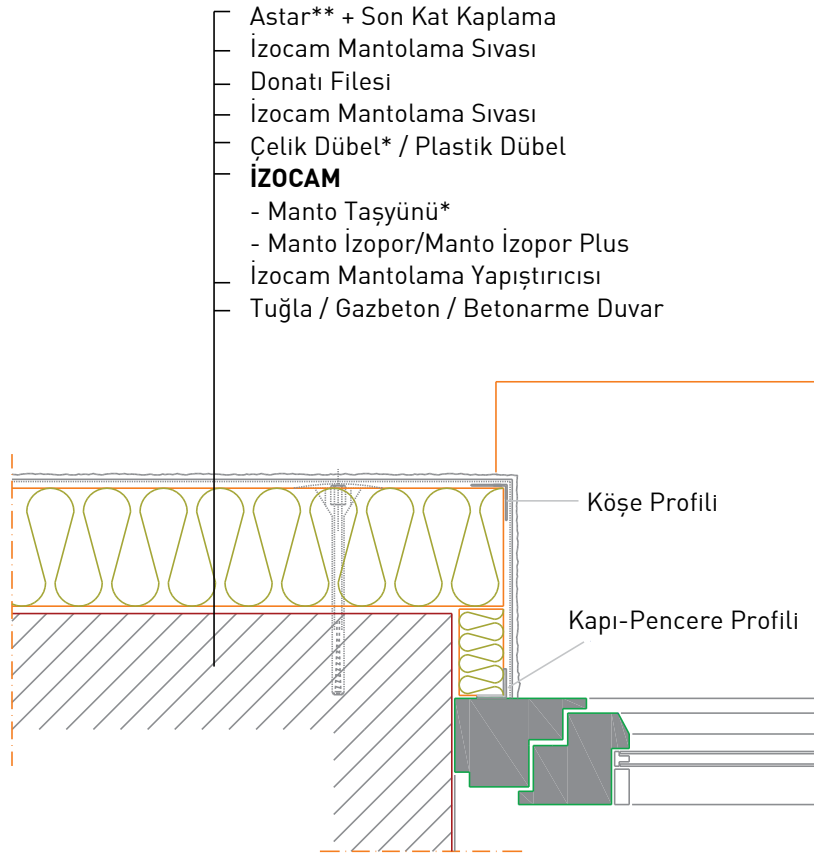 Astar** + Son Kat Kaplama
İzocam Mantolama Sıvası
Donatı Filesi
İzocam Mantolama Sıvası
Çelik Dübel* / Plastik Dübel
İZOCAM
- Manto Taşyünü*
- Manto İzopor/Manto İzopor Plus
İzocam Mantolama Yapıştırıcısı
Tuğla / Gazbeton / Betonarme Duvar
Köşe Profili
Kapı-Pencere Profili